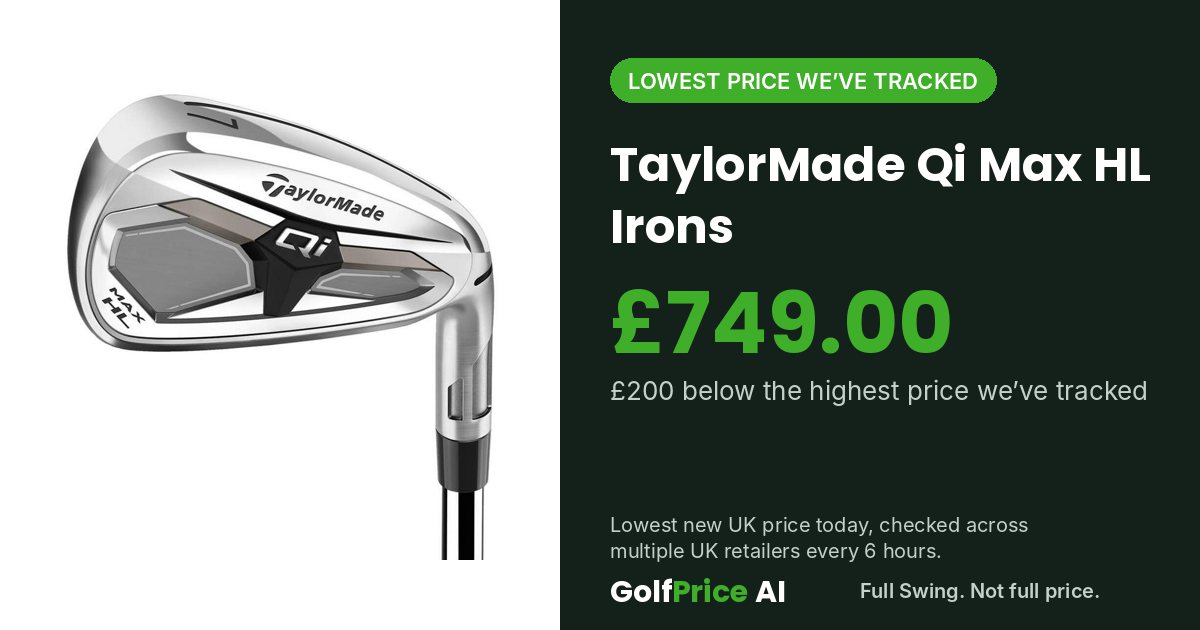 7
TaylorMade
Qi
MAX
HL
LOWEST PRICE WE’VE TRACKED
TaylorMade Qi Max HL
Irons
£749.00
£200 below the highest price we’ve tracked
Lowest new UK price today, checked across
multiple UK retailers every 6 hours.
GolfPrice AI
Full Swing. Not full price.